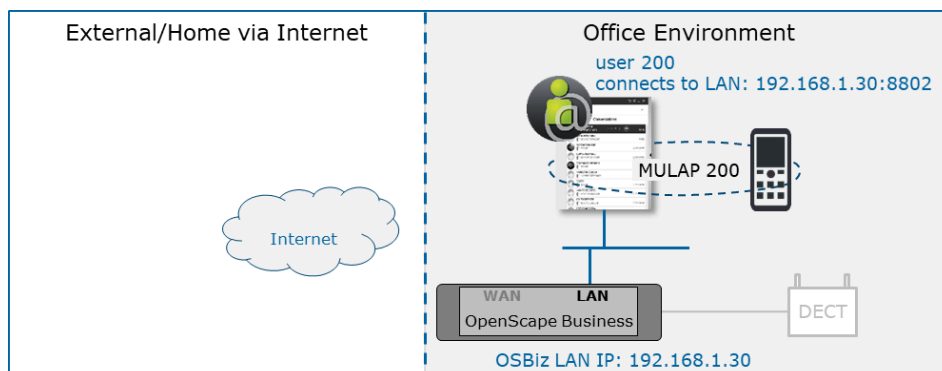 External/Home via Internet
Office Environment
user 200
connects to LAN: 192.168.1.30:8802
@
MULAP 200
Internet
WAN
LAN
OpenScape Business
DECT
OSBiz LAN IP: 192.168.1.30